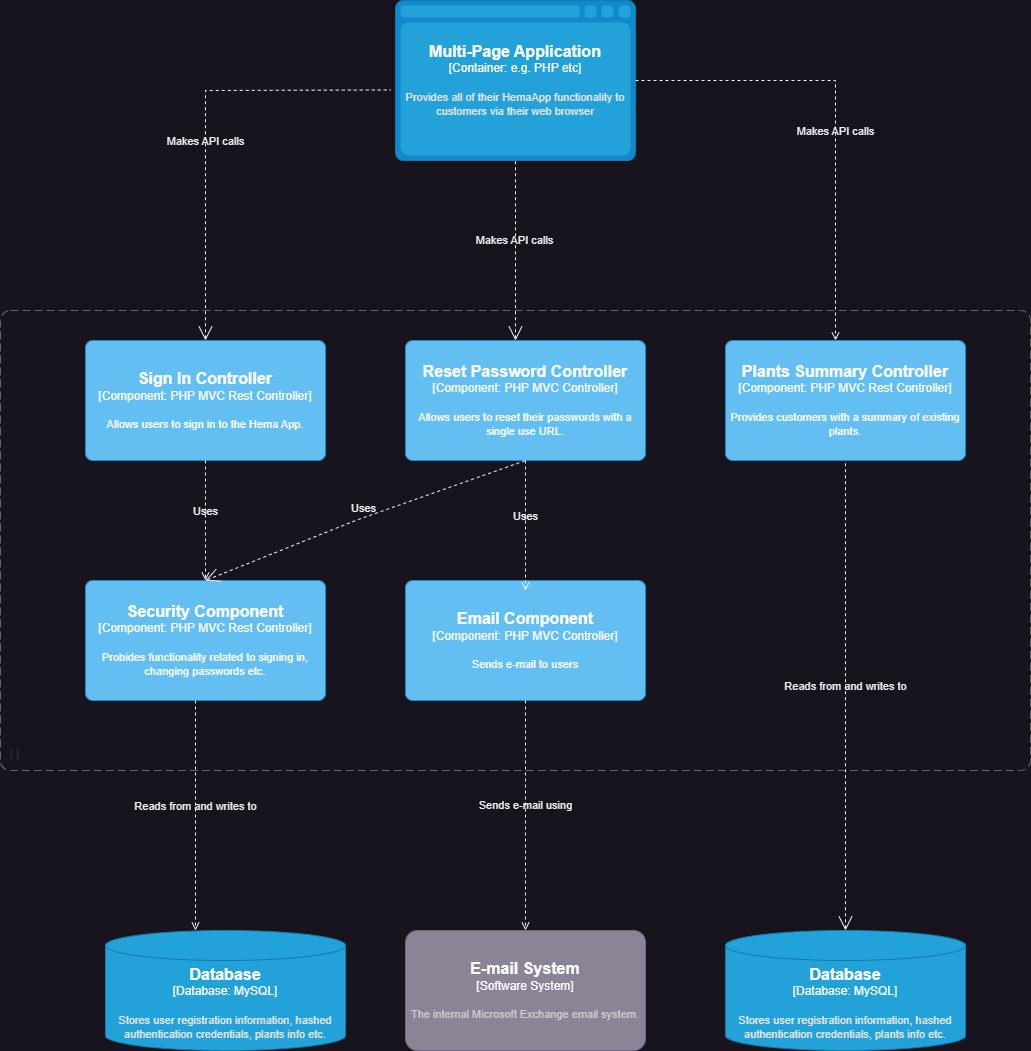 Multi-Page Application
[Container: e.g. PHP etc]
Provides all of their HemaApp functionality to
customers via their web browser
Makes API calls
Makes API calls
Makes API calls
Sign In Controller
[Component: PHP MVC Rest Controller]
Allows users to sign in to the Hema App.
Reset Password Controller
[Component: PHP MVC Controller]
Allows users to reset their passwords with a
single use URL.
Plants Summary Controller
[Component: PHP MVC Rest Controller]
Provides customers with a summary of existing
plants.
Uses
Uses
Uses
Security Component
[Component: PHP MVC Rest Controller]
Probides functionality related to signing in,
changing passwords etc.
Email Component
[Component: PHP MVC Controller]
Sends e-mail to users
Reads from and writes to
[ ]
Reads from and writes to
Sends e-mail using
Database
[Database: MySQL]
Stores user registration information, hashed
authentication credentials, plants info etc.
E-mail System
[Software System]
The internal Microsoft Exchange email system.
Database
[Database: MySQL]
Stores user registration information, hashed
authentication credentials, plants info etc.